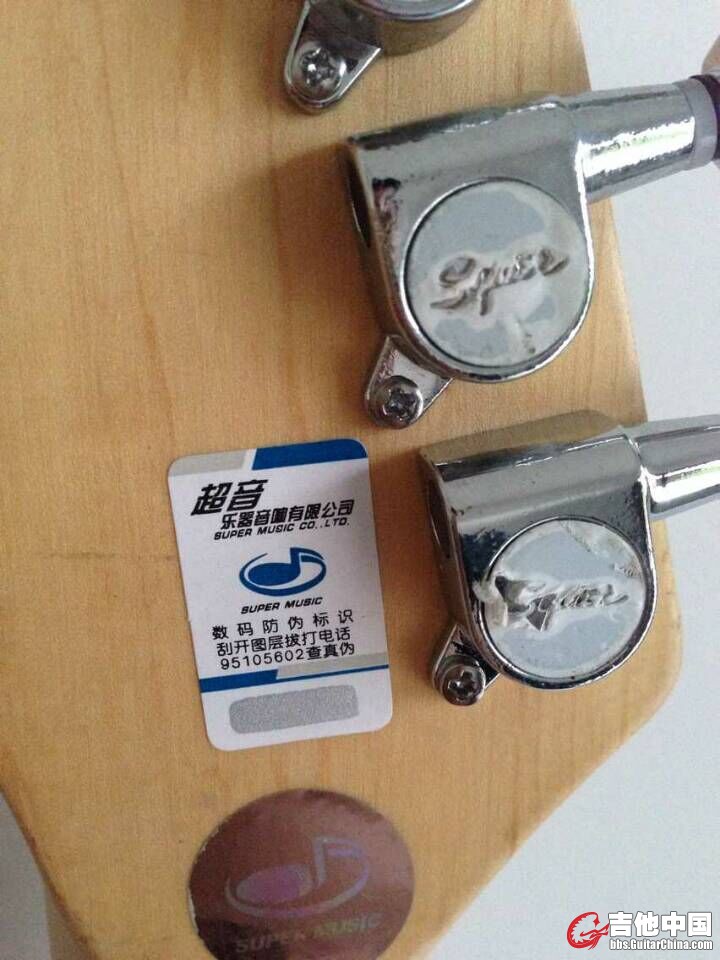 Squier
Squier
超音
乐器音响有限公司
SUPER MUSIC CO.,LTD.
SUPER MUSIC
数码防伪标识
刮开图层拔打电话
95105602查真伪
SUPER MUSIC
吉他中国
bbs.GuitarChina.com